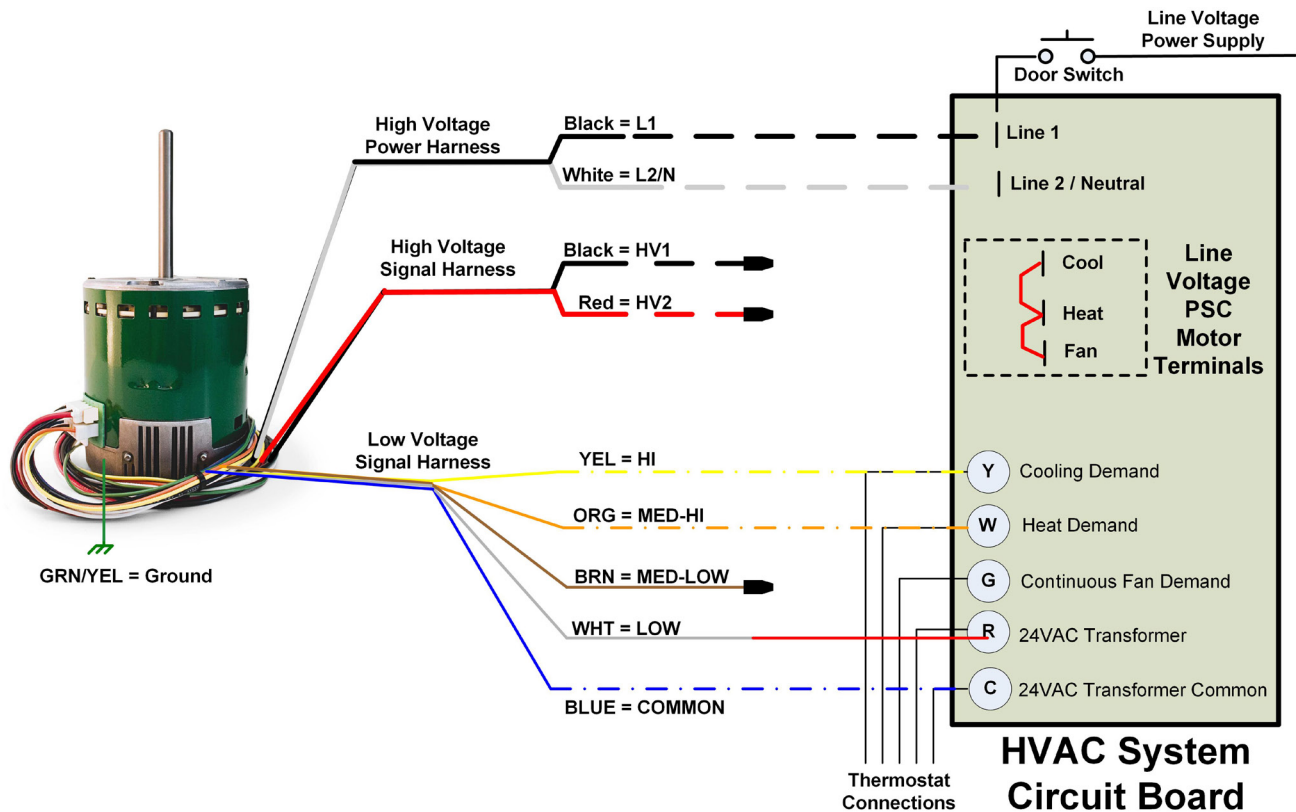 Line Voltage
Power Supply
Door Switch
High Voltage
Power Harness
Black = L1
White = L2/N
Line 1
Line 2 / Neutral
High Voltage
Signal Harness
Black = HV1
Red = HV2
Cool
Heat
Fan
Line
Voltage
PSC
Motor
Terminals
Low Voltage
Signal Harness
YEL = HI
ORG = MED-HI
BRN = MED-LOW
WHT = LOW
BLUE = COMMON
Y Cooling Demand
W Heat Demand
G Continuous Fan Demand
R 24VAC Transformer
C 24VAC Transformer Common
GRN/YEL = Ground
Thermostat
Connections
HVAC System
Circuit Board